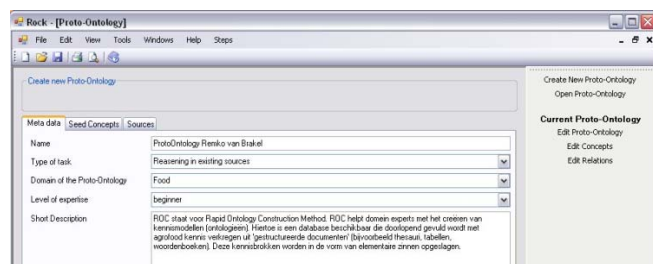 Rock - [Proto-Ontology]
File Edit View Tools Windows Help Steps
Create new Proto-Ontology
Create New Proto-Ontology
Open Proto-Ontology
Meta data Seed Concepts Sources
Current Proto-Ontology
Edit Proto-Ontology
Edit Concepts
Edit Relations
Name ProtoOntology Remko van Brakel
Type of task Reasening in existing sources
Domain of the Proto-Ontology Food
Level of expertise beginner
Short Description ROC staat voor Rapid Ontology Construction Method. ROC helpt domein experts met het creëren van
kennismodellen (ontologieën). Hiertoe is een database beschikbaar die doorlopend gevuld wordt met
agrofood kennis verkregen uit 'gestructureerde documenten' (bijvoorbeeld thesauri, tabellen,
woordenboeken). Deze kennisbrokken worden in de vorm van elementaire zinnen opgeslagen.